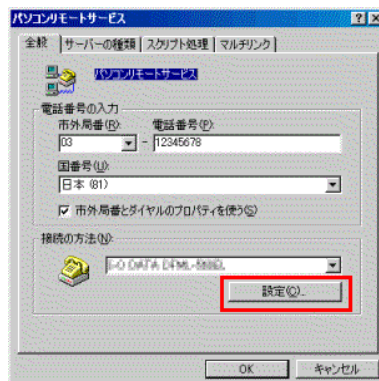 パソコンリモートサービス
全般 サーバーの種類 スクリプト処理 マルチリンク
パソコンリモートサービス
電話番号の入力
市外局番(R): 電話番号(P):
03 - 12345678
国番号(U):
日本 (81)
市外局番とダイヤルのプロパティを使う(S)
接続の方法(N):
I-O DATA DFML-560EL
設定(C)...
OK キャンセル